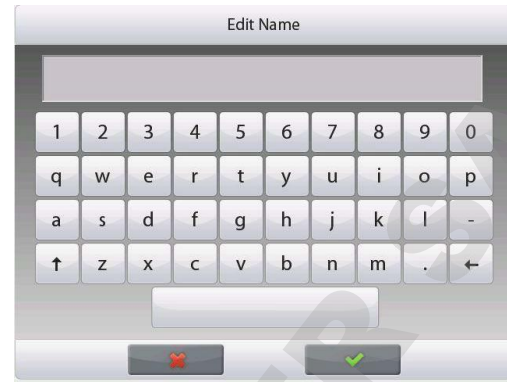 Edit Name
1 2 3 4 5 6 7 8 9 0
q w e r t y u i o p
a s d f g h j k l -
↑ z x c v b n m . ←